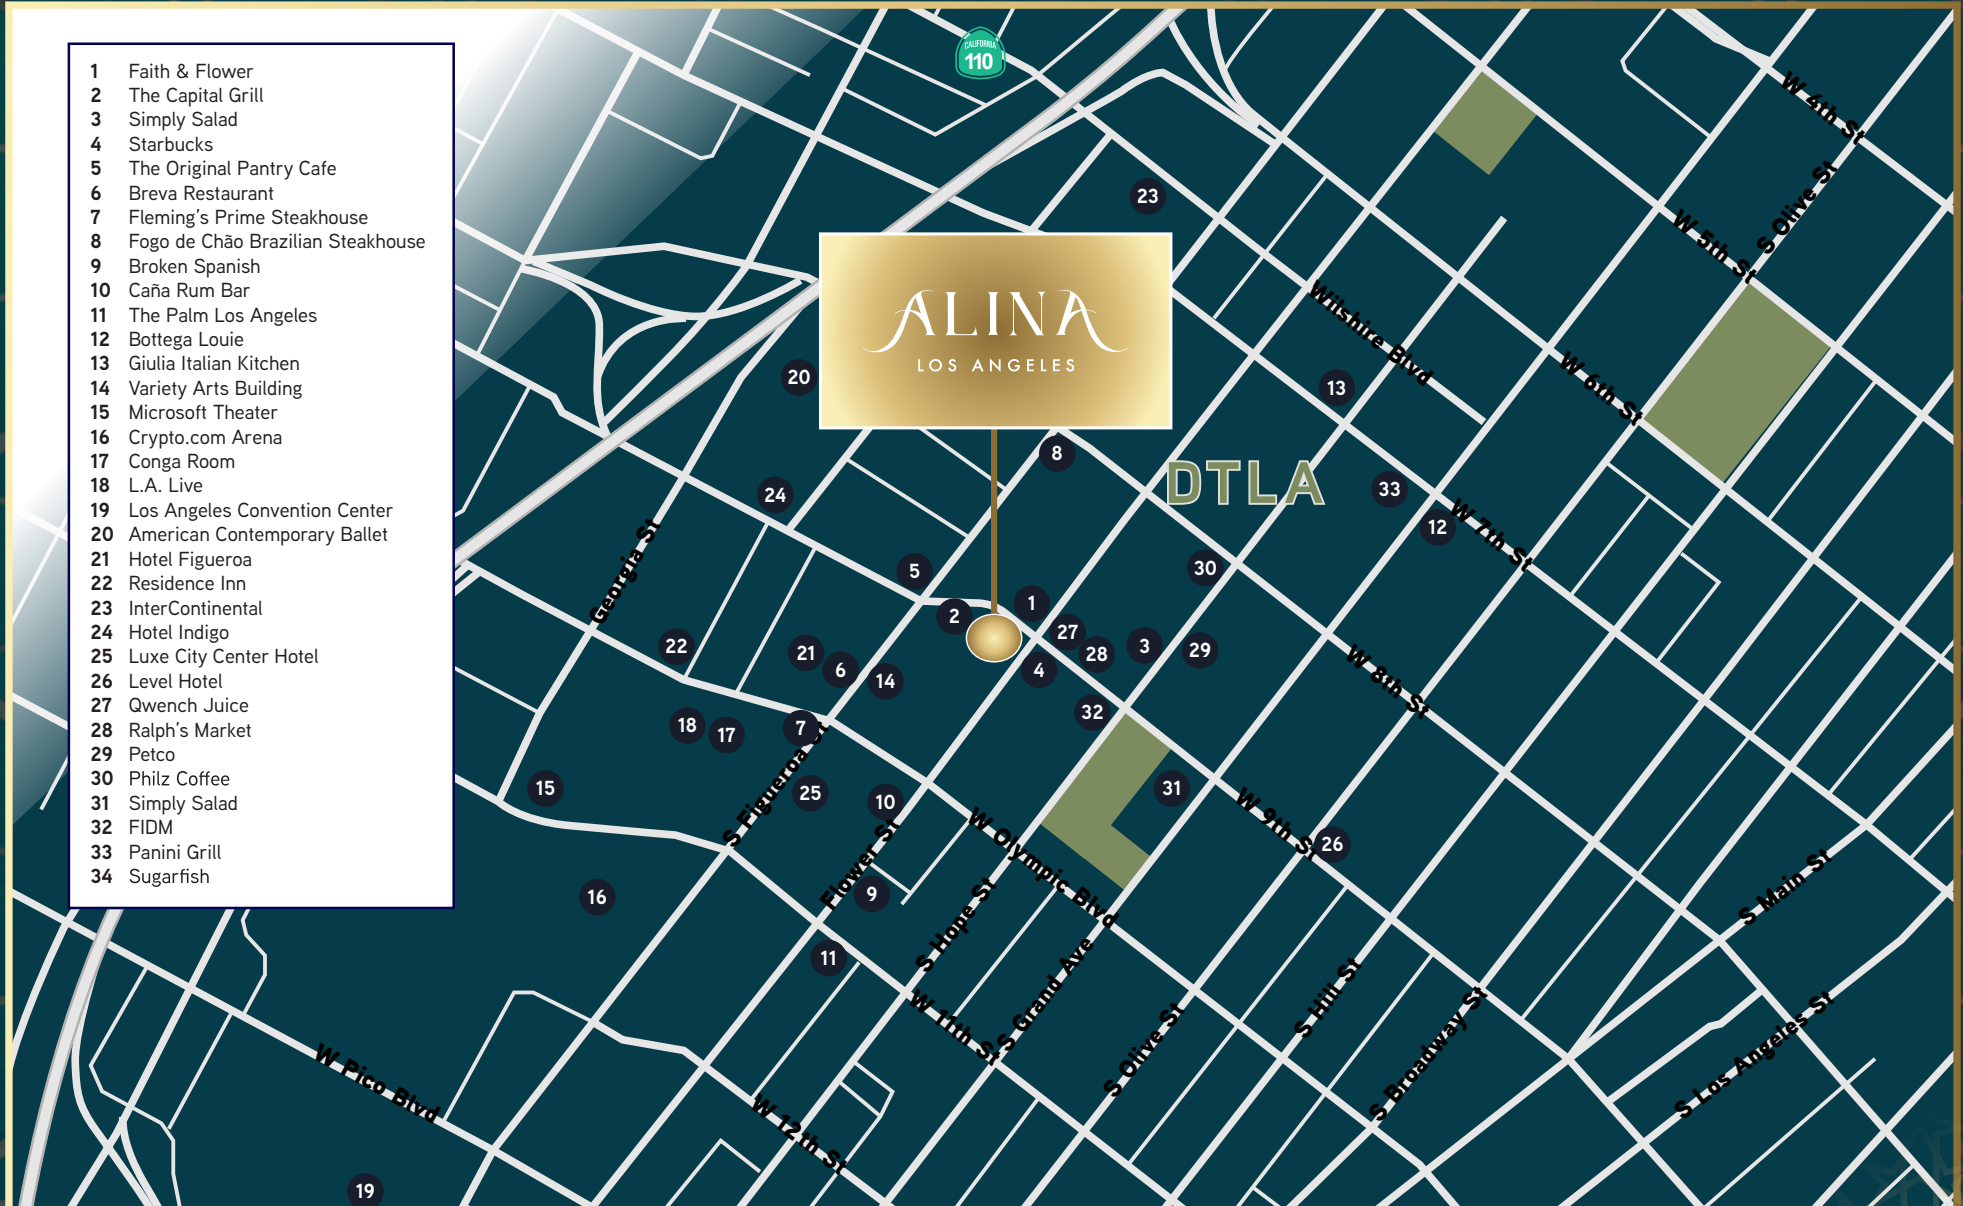 1 Faith & Flower
2 The Capital Grill
3 Simply Salad
4 Starbucks
5 The Original Pantry Cafe
6 Breva Restaurant
7 Fleming's Prime Steakhouse
8 Fogo de Chão Brazilian Steakhouse
9 Broken Spanish
10 Caña Rum Bar
11 The Palm Los Angeles
12 Bottega Louie
13 Giulia Italian Kitchen
14 Variety Arts Building
15 Microsoft Theater
16 Crypto.com Arena
17 Conga Room
18 L.A. Live
19 Los Angeles Convention Center
20 American Contemporary Ballet
21 Hotel Figueroa
22 Residence Inn
23 InterContinental
24 Hotel Indigo
25 Luxe City Center Hotel
26 Level Hotel
27 Qwench Juice
28 Ralph's Market
29 Petco
30 Philz Coffee
31 Simply Salad
32 FIDM
33 Panini Grill
34 Sugarfish
CALIFORNIA
110
W 4th St
23
S Olive St
W 5th St
ALINA
LOS ANGELES
Wilshire Blvd
20
13
W 6th St
8
DTLA
24
33
12
W 7th St
Georgia St
5
30
1
2
27
22
21
28
3
29
6
4
14
W 8th St
32
18
17
7
S Figueroa St
15
25
10
31
W 9th St
26
Flower St
W Olympic Blvd
16
9
S Main St
S Hope St
11
S Grand Ave
W 11th St
S Hill St
S Olive St
S Broadway St
S Los Angeles St
W Pico Blvd
W 12th St
19